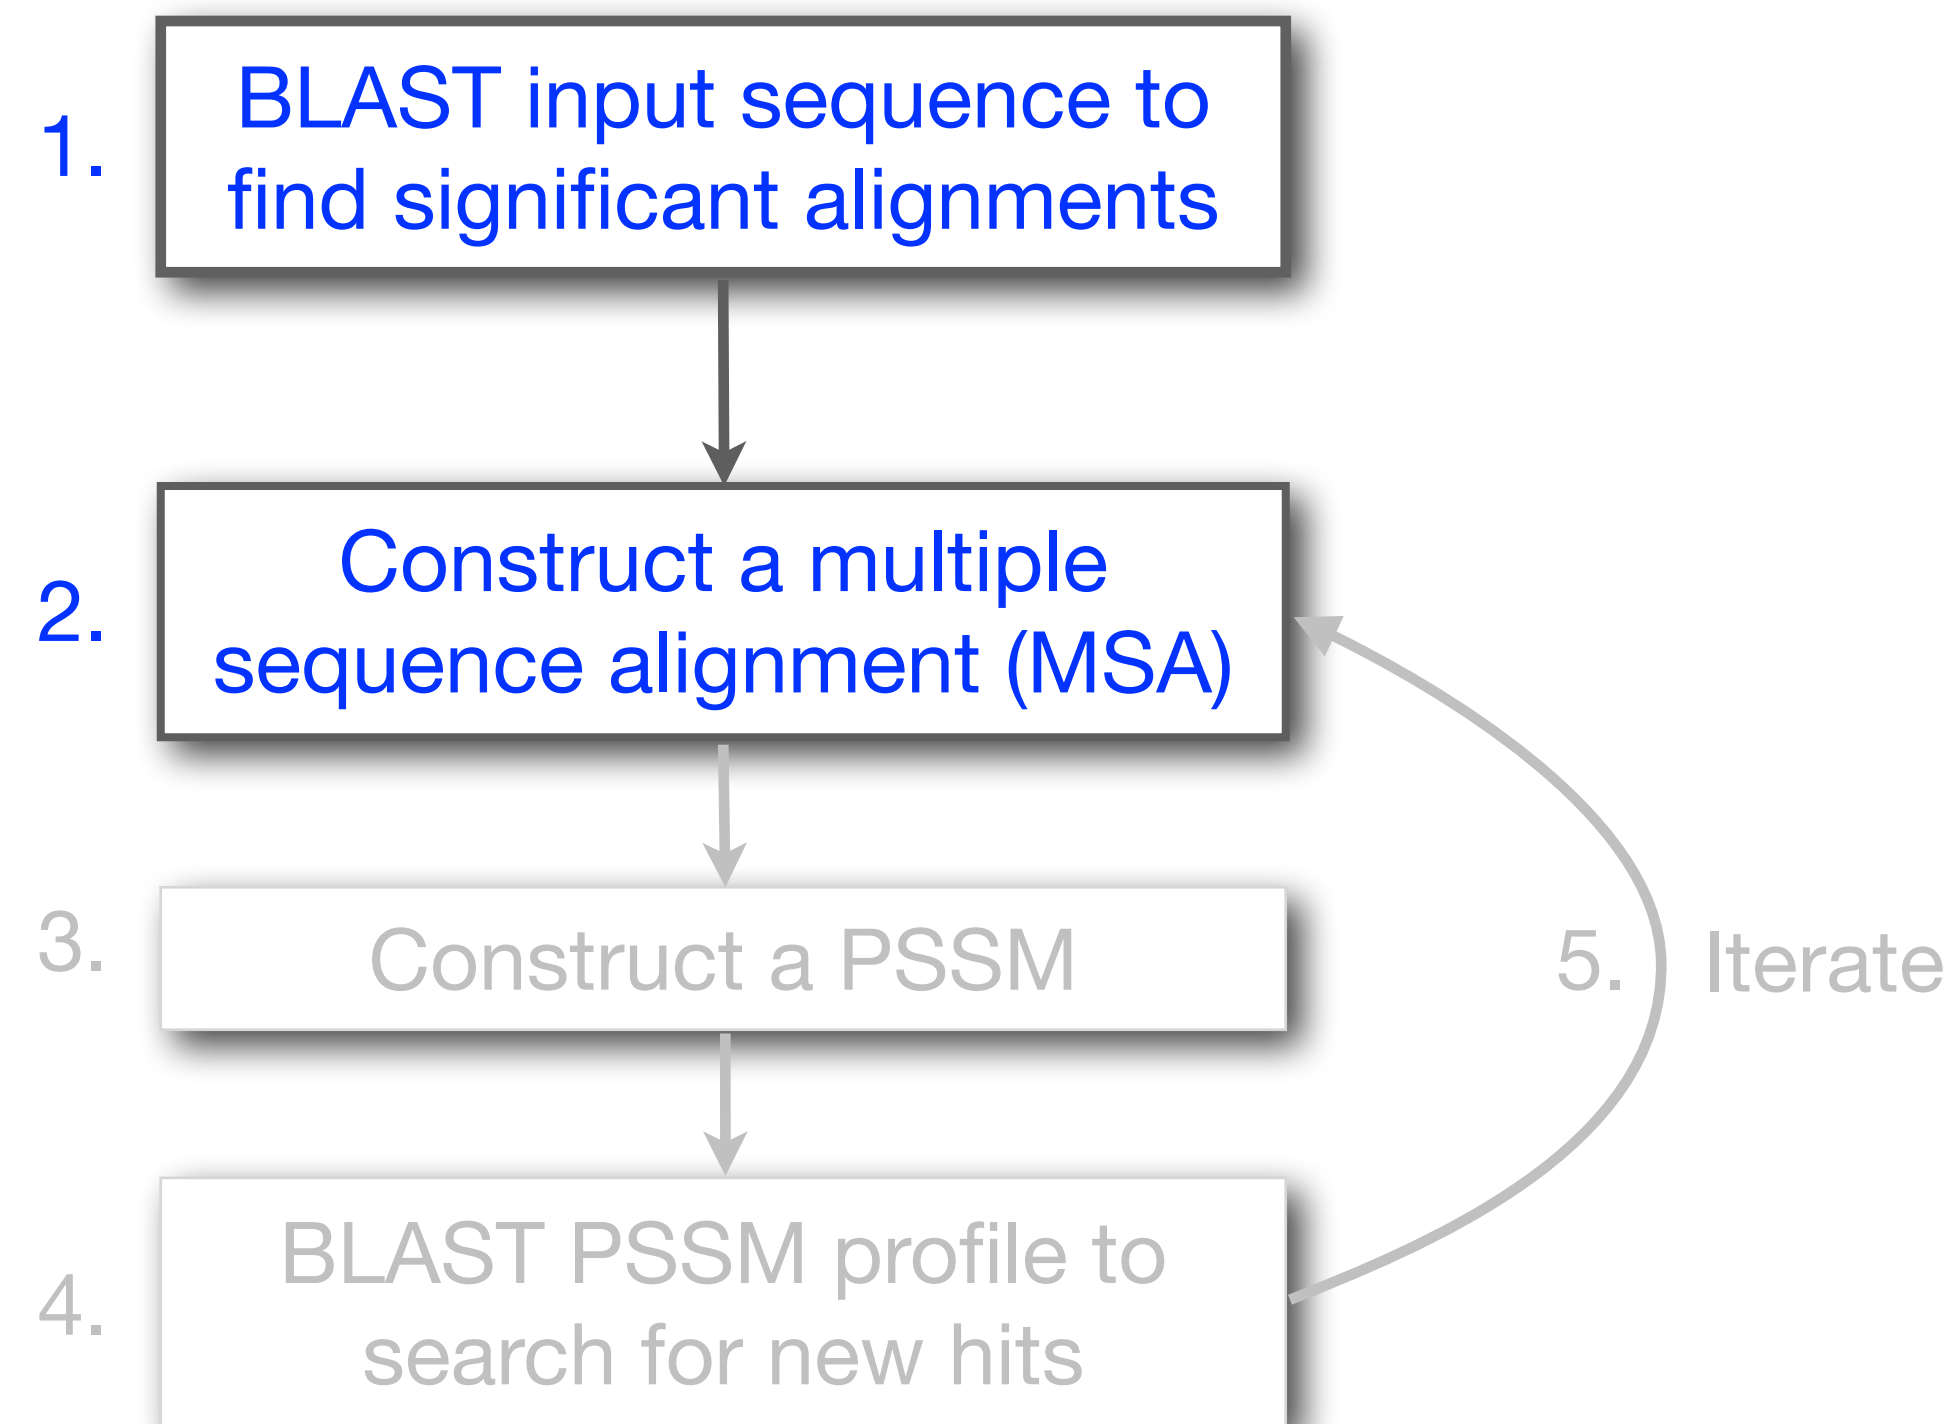 1.
BLAST input sequence to
find significant alignments
2.
Construct a multiple
sequence alignment (MSA)
3.
Construct a PSSM
5. Iterate
4.
BLAST PSSM profile to
search for new hits